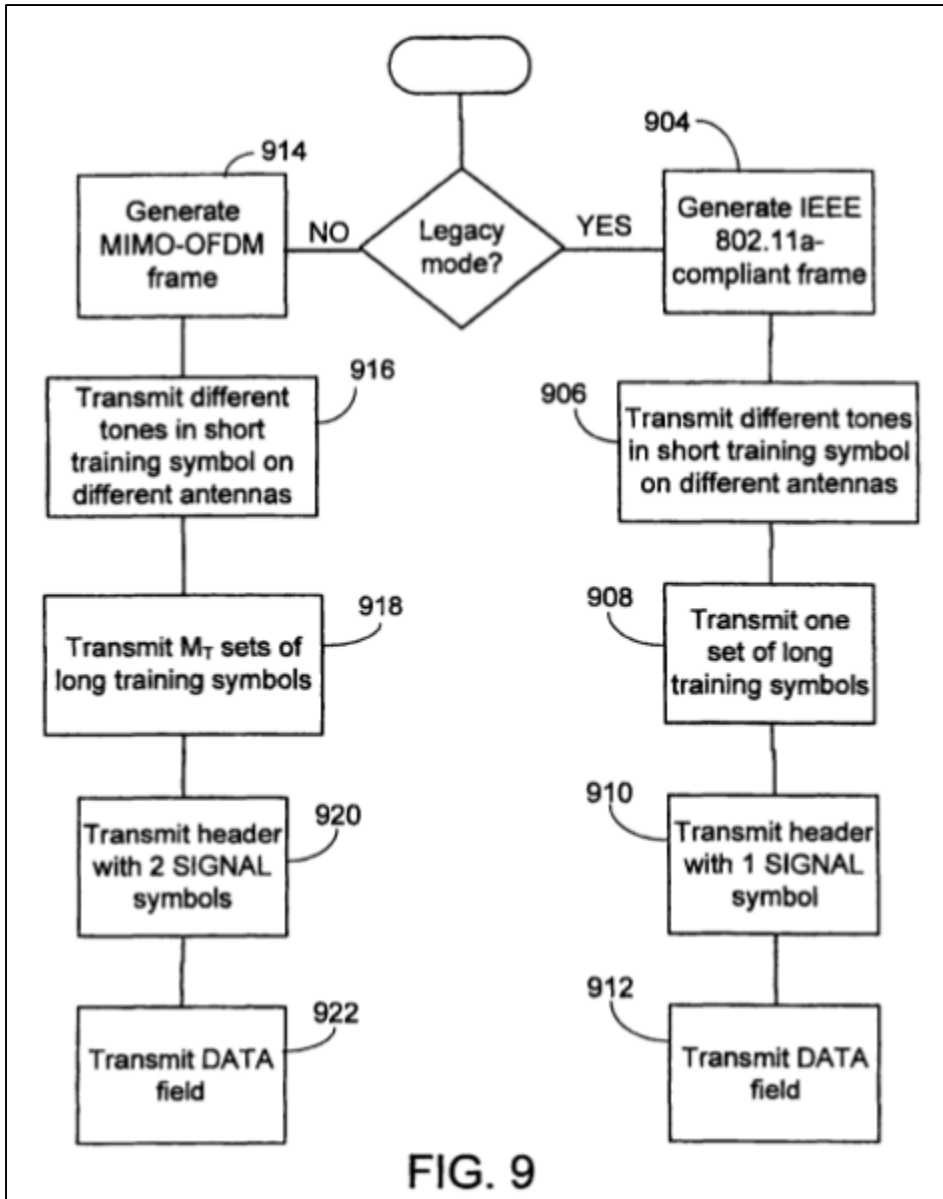 914
Generate
MIMO-OFDM
frame
NO
Legacy
mode?
YES
904
Generate IEEE
802.11a-
compliant frame
916
Transmit different
tones in short
training symbol on
different antennas
906
Transmit different tones
in short training symbol
on different antennas
918
Transmit M_T sets of
long training symbols
908
Transmit one
set of long
training symbols
920
Transmit header
with 2 SIGNAL
symbols
910
Transmit header
with 1 SIGNAL
symbol
922
Transmit DATA
field
912
Transmit DATA
field
FIG. 9